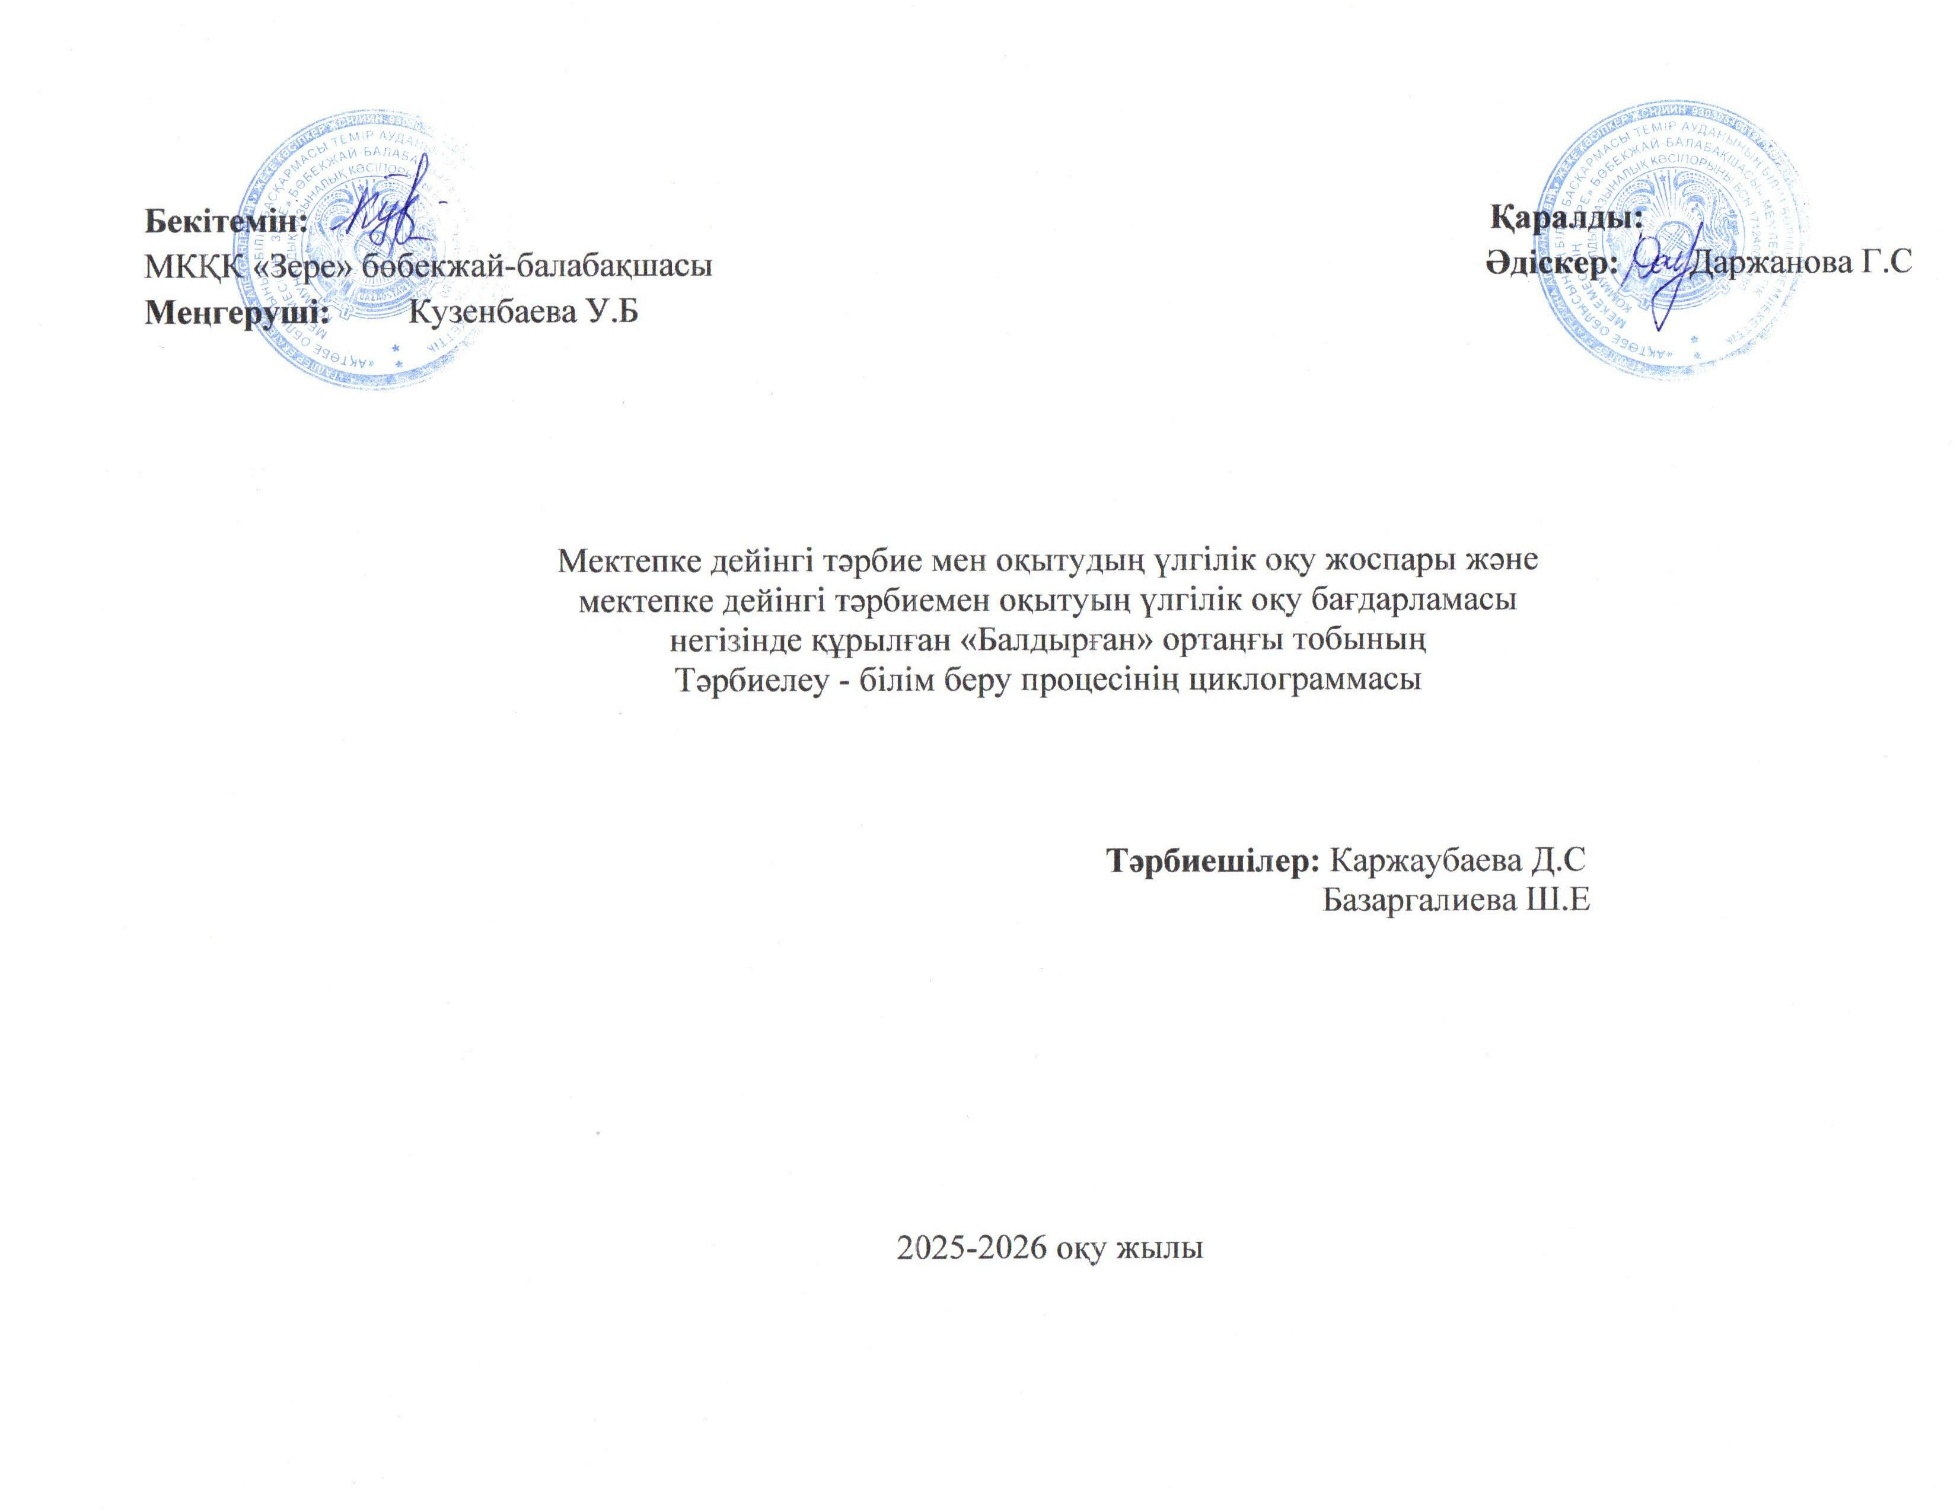 Бекітемін:
МКҚК «Зере» бөбекжай-балабақшасы
Меңгеруші: Кузенбаева У.Б
Қаралды:
Әдіскер: Даржанова Г.С
Мектепке дейінгі тәрбие мен оқытудың үлгілік оқу жоспары және
мектепке дейінгі тәрбиемен оқытуың үлгілік оқу бағдарламасы
негізінде құрылған «Балдырған» ортаңғы тобының
Тәрбиелеу - білім беру процесінің циклограммасы
Тәрбиешілер: Каржаубаева Д.С
Базаргалиева Ш.Е
2025-2026 оқу жылы